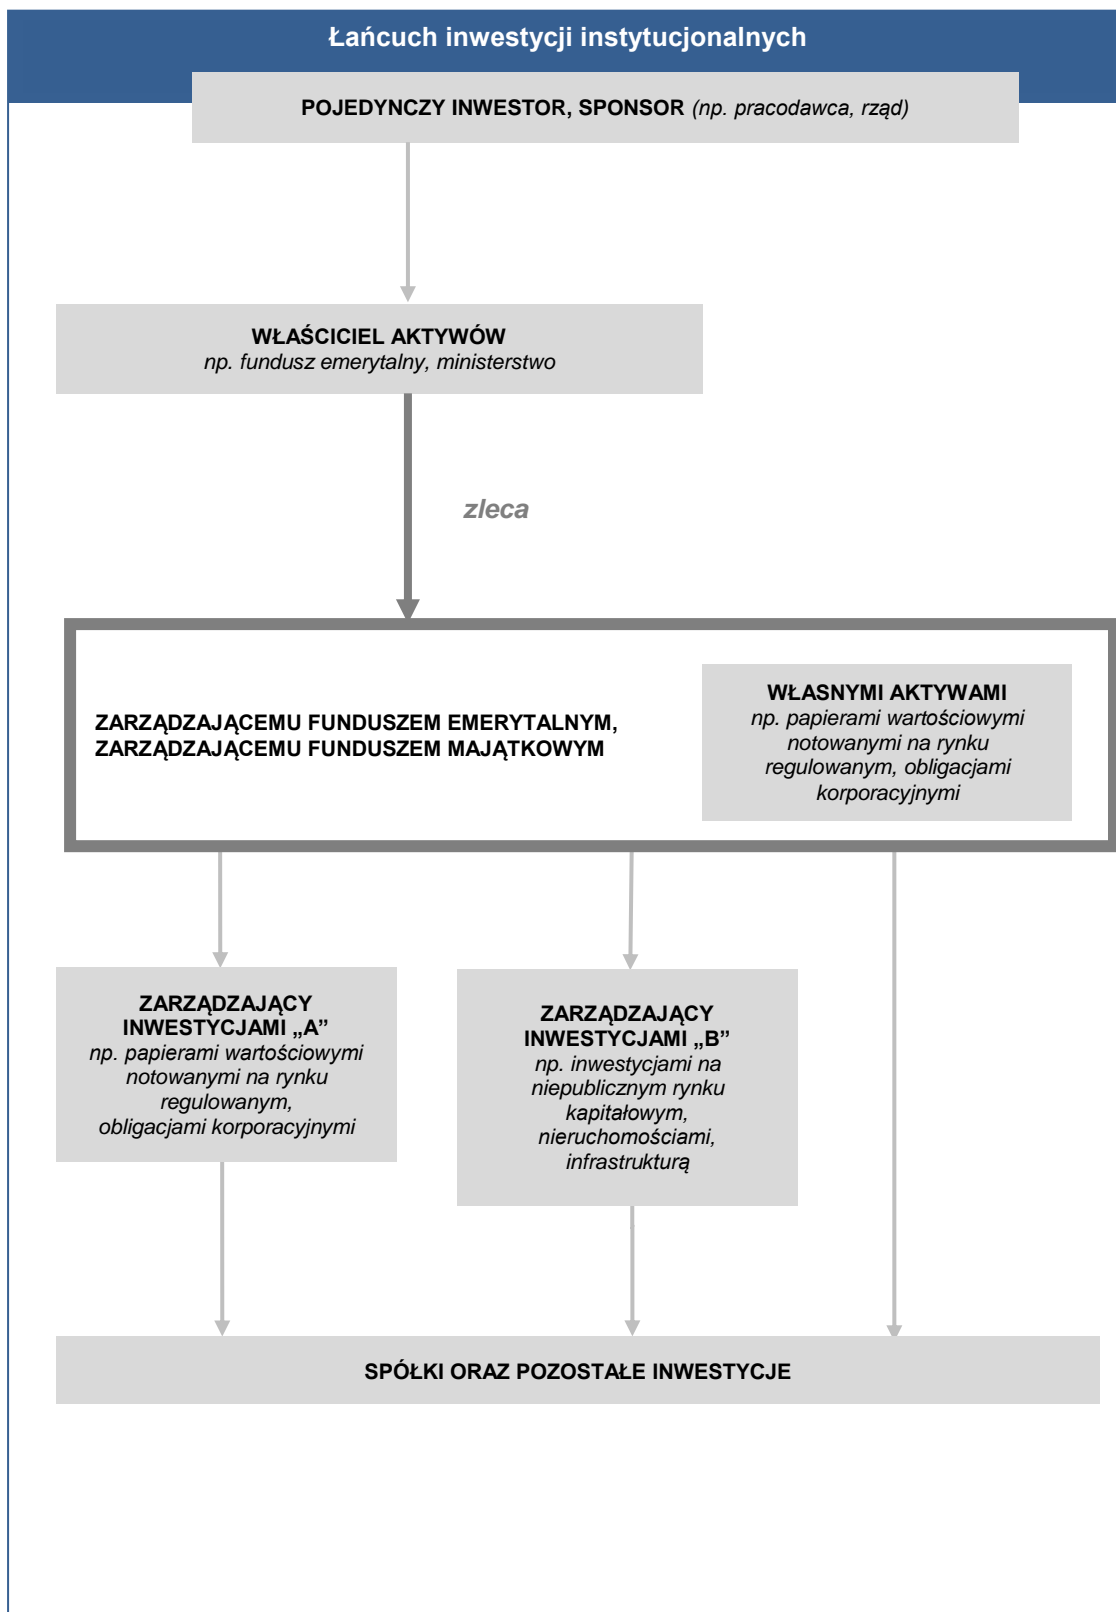 Łańcuch inwestycji instytucjonalnych
POJEDYNCZY INWESTOR, SPONSOR (np. pracodawca, rząd)
WŁAŚCICIEL AKTYWÓW
np. fundusz emerytalny, ministerstwo
zleca
ZARZĄDZAJĄCEMU FUNDUSZEM EMERYTALNYM,
ZARZĄDZAJĄCEMU FUNDUSZEM MAJĄTKOWYM
WŁASNYMI AKTYWAMI
np. papierami wartościowymi
notowanymi na rynku
regulowanym, obligacjami
korporacyjnymi
ZARZĄDZAJĄCY
INWESTYCJAMI „A”
np. papierami wartościowymi
notowanymi na rynku
regulowanym,
obligacjami korporacyjnymi
ZARZĄDZAJĄCY
INWESTYCJAMI „B”
np. inwestycjami na
niepublicznym rynku
kapitałowym,
nieruchomościami,
infrastrukturą
SPÓŁKI ORAZ POZOSTAŁE INWESTYCJE